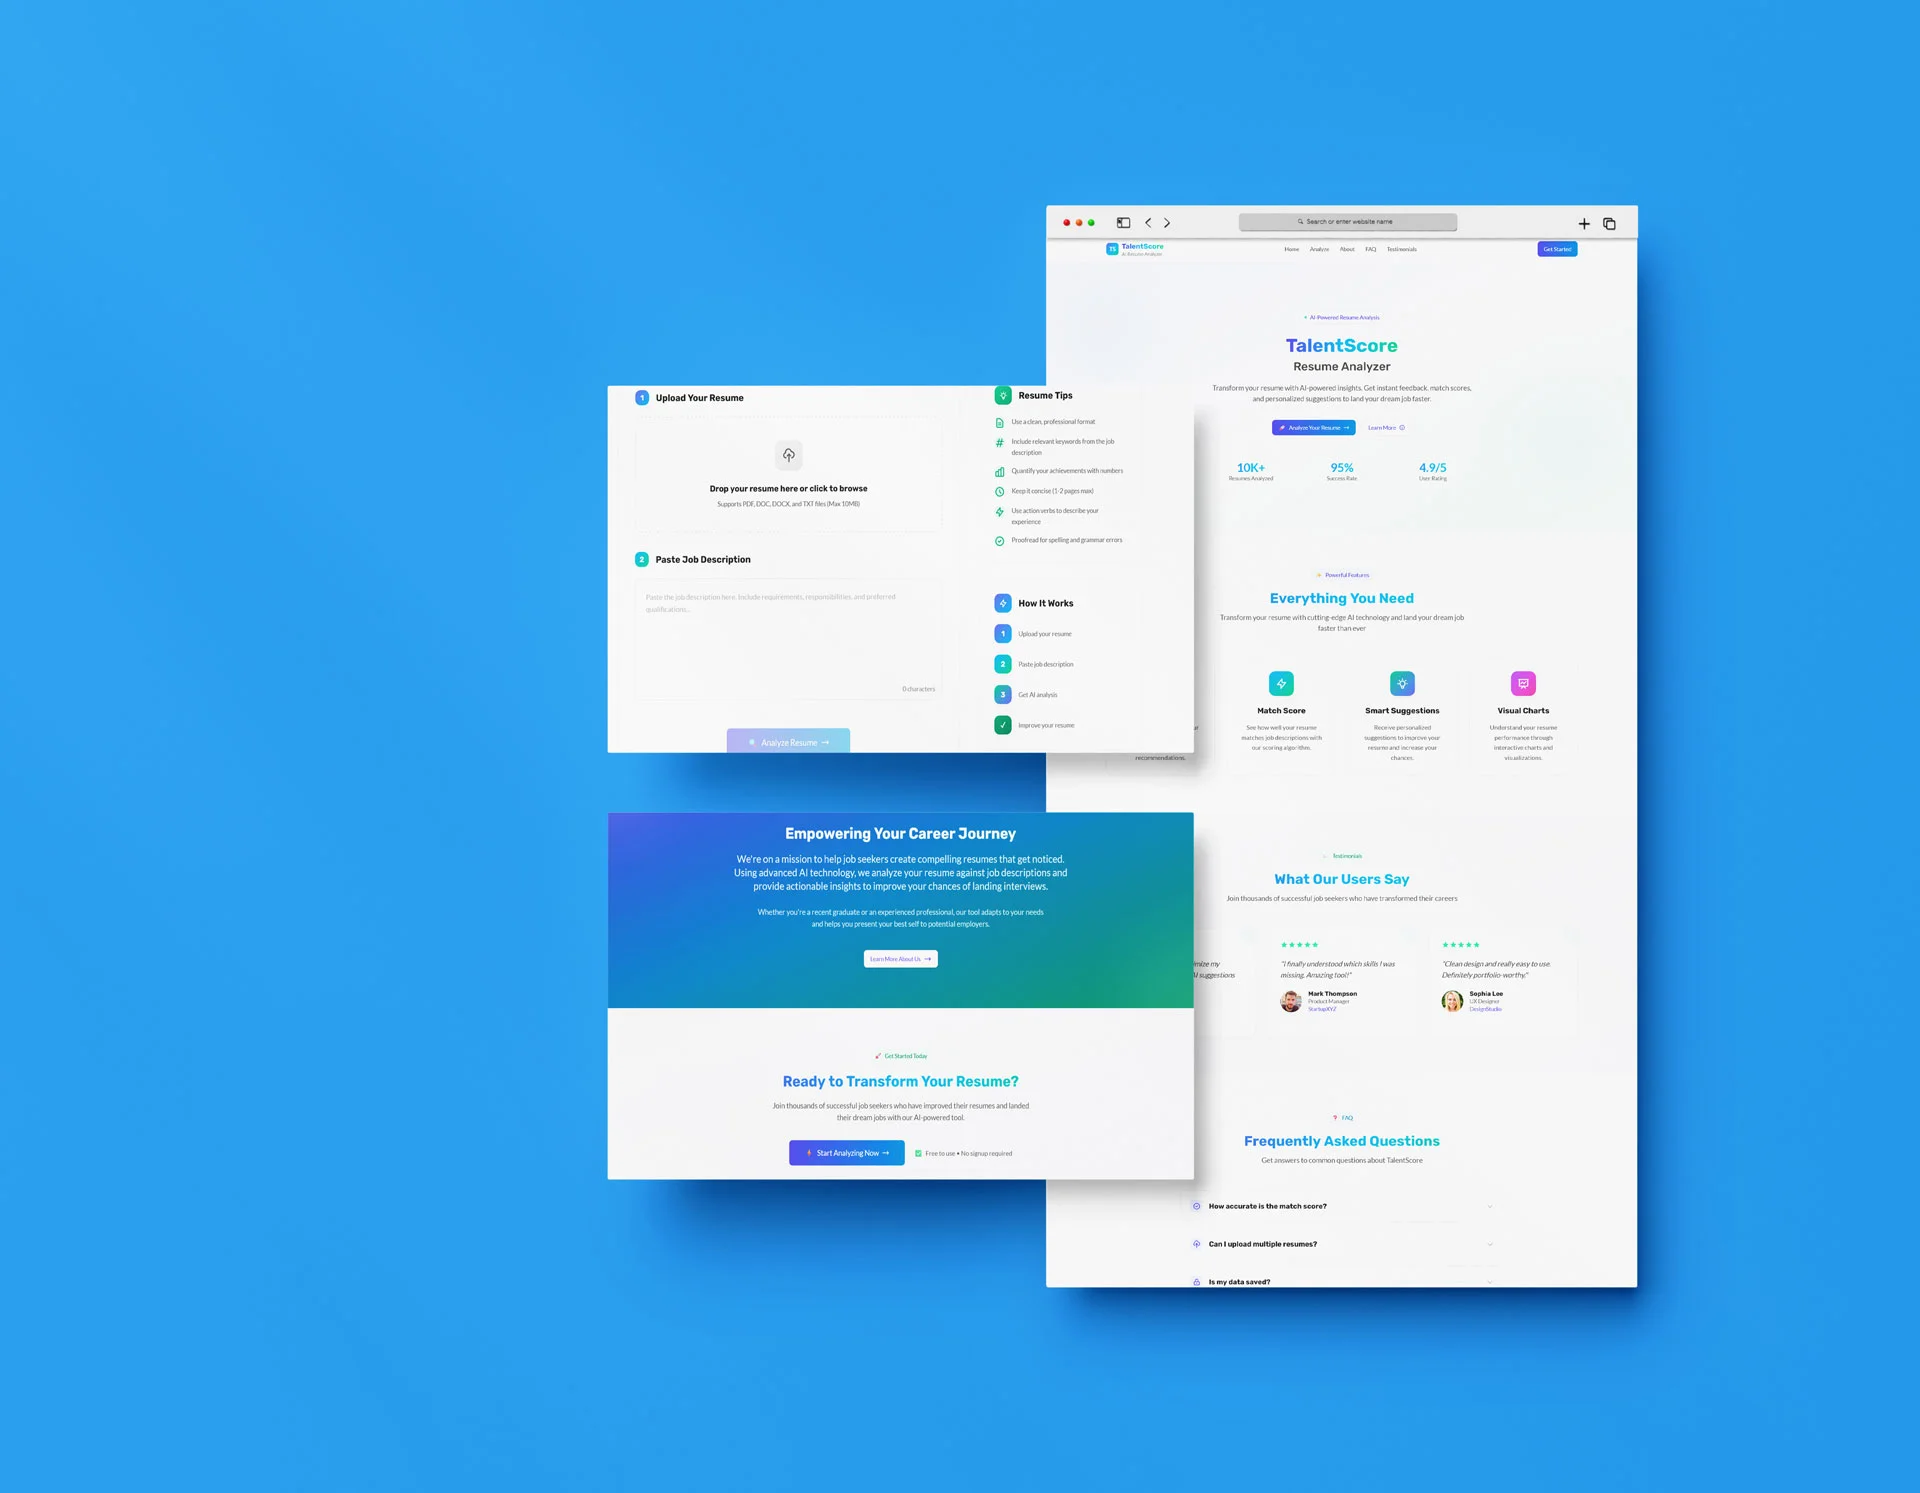 Search or enter website name
TS
TalentScore
AI Resume Analyzer
Home
Analyze
About
FAQ
Testimonials
Get Started
AI-Powered Resume Analysis
TalentScore
Resume Analyzer
Transform your resume with AI-powered insights. Get instant feedback, match scores,
and personalized suggestions to land your dream job faster.
Analyze Your Resume →
Learn More
10K+
Resumes Analyzed
95%
Success Rate
4.9/5
User Rating
1
Upload Your Resume
Drop your resume here or click to browse
Supports PDF, DOC, DOCX, and TXT files (Max 10MB)
2
Paste Job Description
Paste the job description here. Include requirements, responsibilities, and preferred
qualifications...
0 characters
Analyze Resume →
Resume Tips
Use a clean, professional format
Include relevant keywords from the job
description
Quantify your achievements with numbers
Keep it concise (1-2 pages max)
Use action verbs to describe your
experience
Proofread for spelling and grammar errors
How It Works
1
Upload your resume
2
Paste job description
3
Get AI analysis
✓
Improve your resume
Powerful Features
Everything You Need
Transform your resume with cutting-edge AI technology and land your dream job
faster than ever
recommendations.
Match Score
See how well your resume
matches job descriptions with
our scoring algorithm.
Smart Suggestions
Receive personalized
suggestions to improve your
resume and increase your
chances.
Visual Charts
Understand your resume
performance through
interactive charts and
visualizations.
Empowering Your Career Journey
We're on a mission to help job seekers create compelling resumes that get noticed.
Using advanced AI technology, we analyze your resume against job descriptions and
provide actionable insights to improve your chances of landing interviews.
Whether you're a recent graduate or an experienced professional, our tool adapts to your needs
and helps you present your best self to potential employers.
Learn More About Us →
Get Started Today
Ready to Transform Your Resume?
Join thousands of successful job seekers who have improved their resumes and landed
their dream jobs with our AI-powered tool.
Start Analyzing Now →
Free to use • No signup required
Testimonials
What Our Users Say
Join thousands of successful job seekers who have transformed their careers
suggestions
"I finally understood which skills I was
missing. Amazing tool!"
Mark Thompson
Product Manager
StartupXYZ
"Clean design and really easy to use.
Definitely portfolio-worthy."
Sophia Lee
UX Designer
DesignStudio
? FAQ
Frequently Asked Questions
Get answers to common questions about TalentScore
How accurate is the match score?
Can I upload multiple resumes?
Is my data saved?